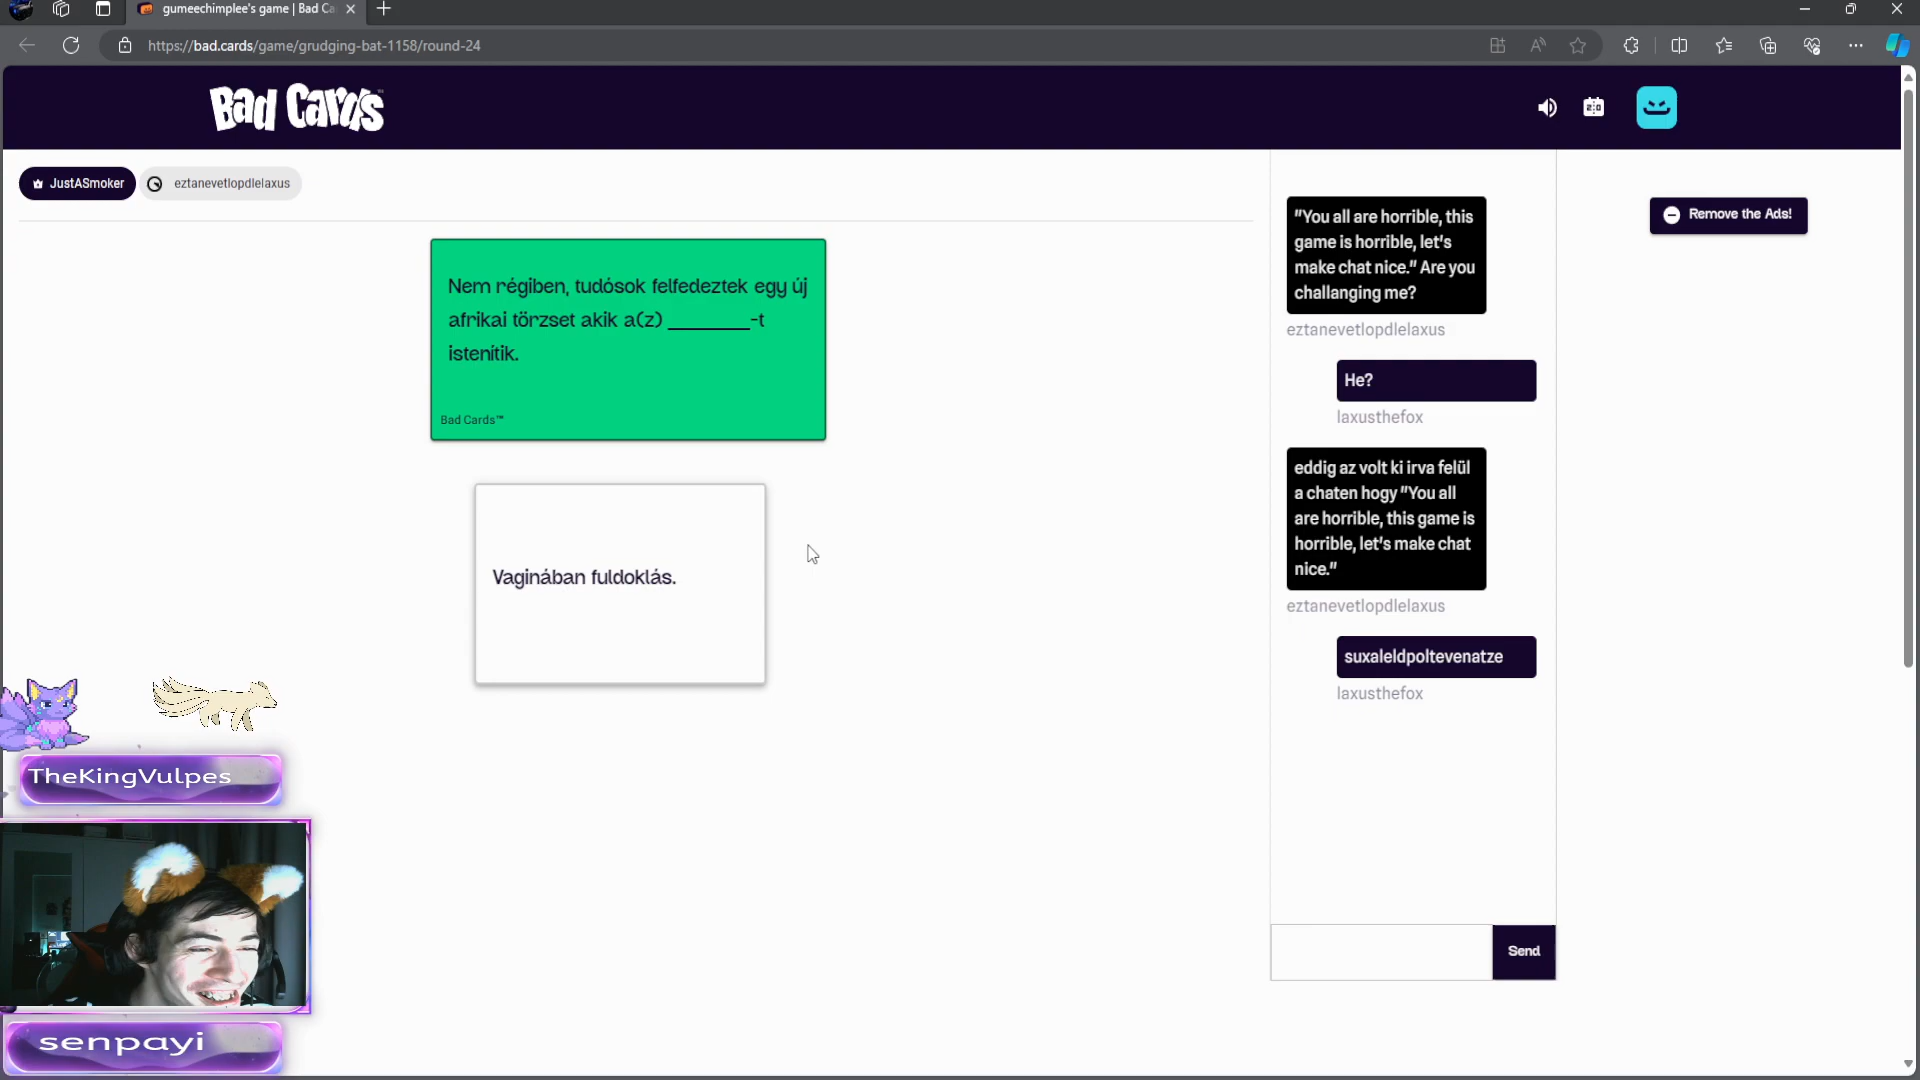 gumeechimplee's game | Bad Ca
https://bad.cards/game/grudging-bat-1158/round-24
Bad Cards™
2:0
JustASmoker
eztanevetlopdlelaxus
Nem régiben, tudósok felfedeztek egy új
afrikai törzset akik a(z) ________-t
istenítik.
Bad Cards™
Vaginában fuldoklás.
"You all are horrible, this
game is horrible, let's
make chat nice." Are you
challanging me?
eztanevetlopdlelaxus
He?
laxusthefox
eddig az volt ki irva felül
a chaten hogy "You all
are horrible, this game is
horrible, let's make chat
nice."
eztanevetlopdlelaxus
suxaleldpoltevenatze
laxusthefox
Send
Remove the Ads!
TheKingVulpes
senpayi